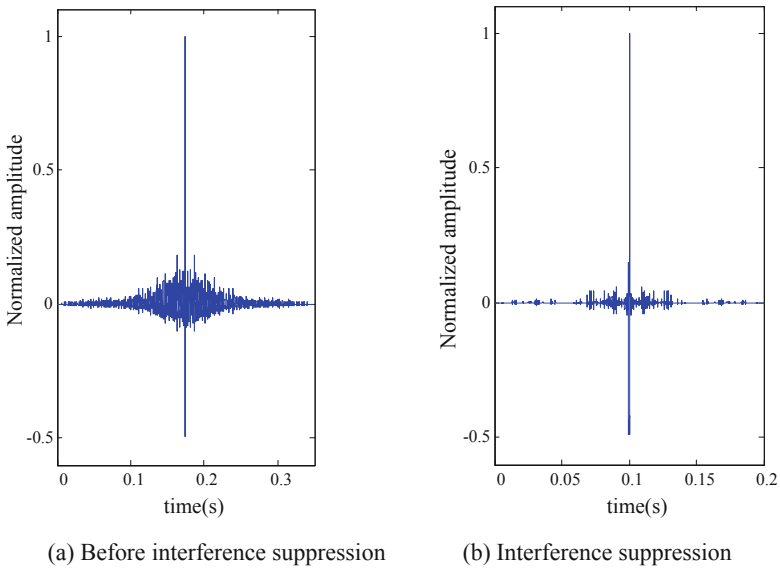 1
0.5
0
-0.5
Normalized amplitude
0 0.1 0.2 0.3
time(s)
(a) Before interference suppression
1
0.5
0
-0.5
Normalized amplitude
0 0.05 0.1 0.15 0.2
time(s)
(b) Interference suppression